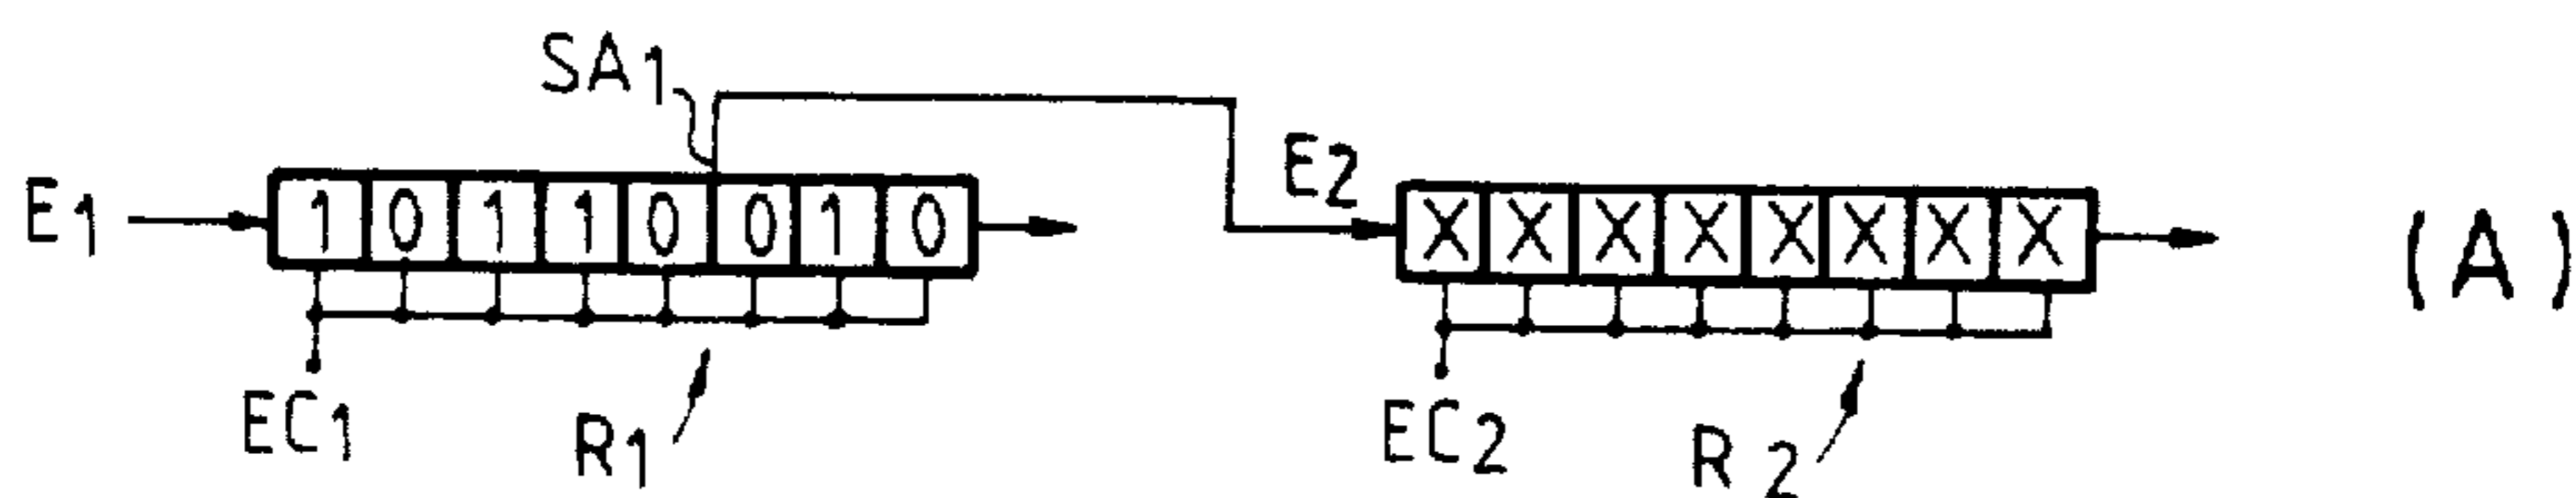 SA1
E1 1 0 1 1 0 0 1 0 E2 X X X X X X X X (A)
EC1 R1 EC2 R2